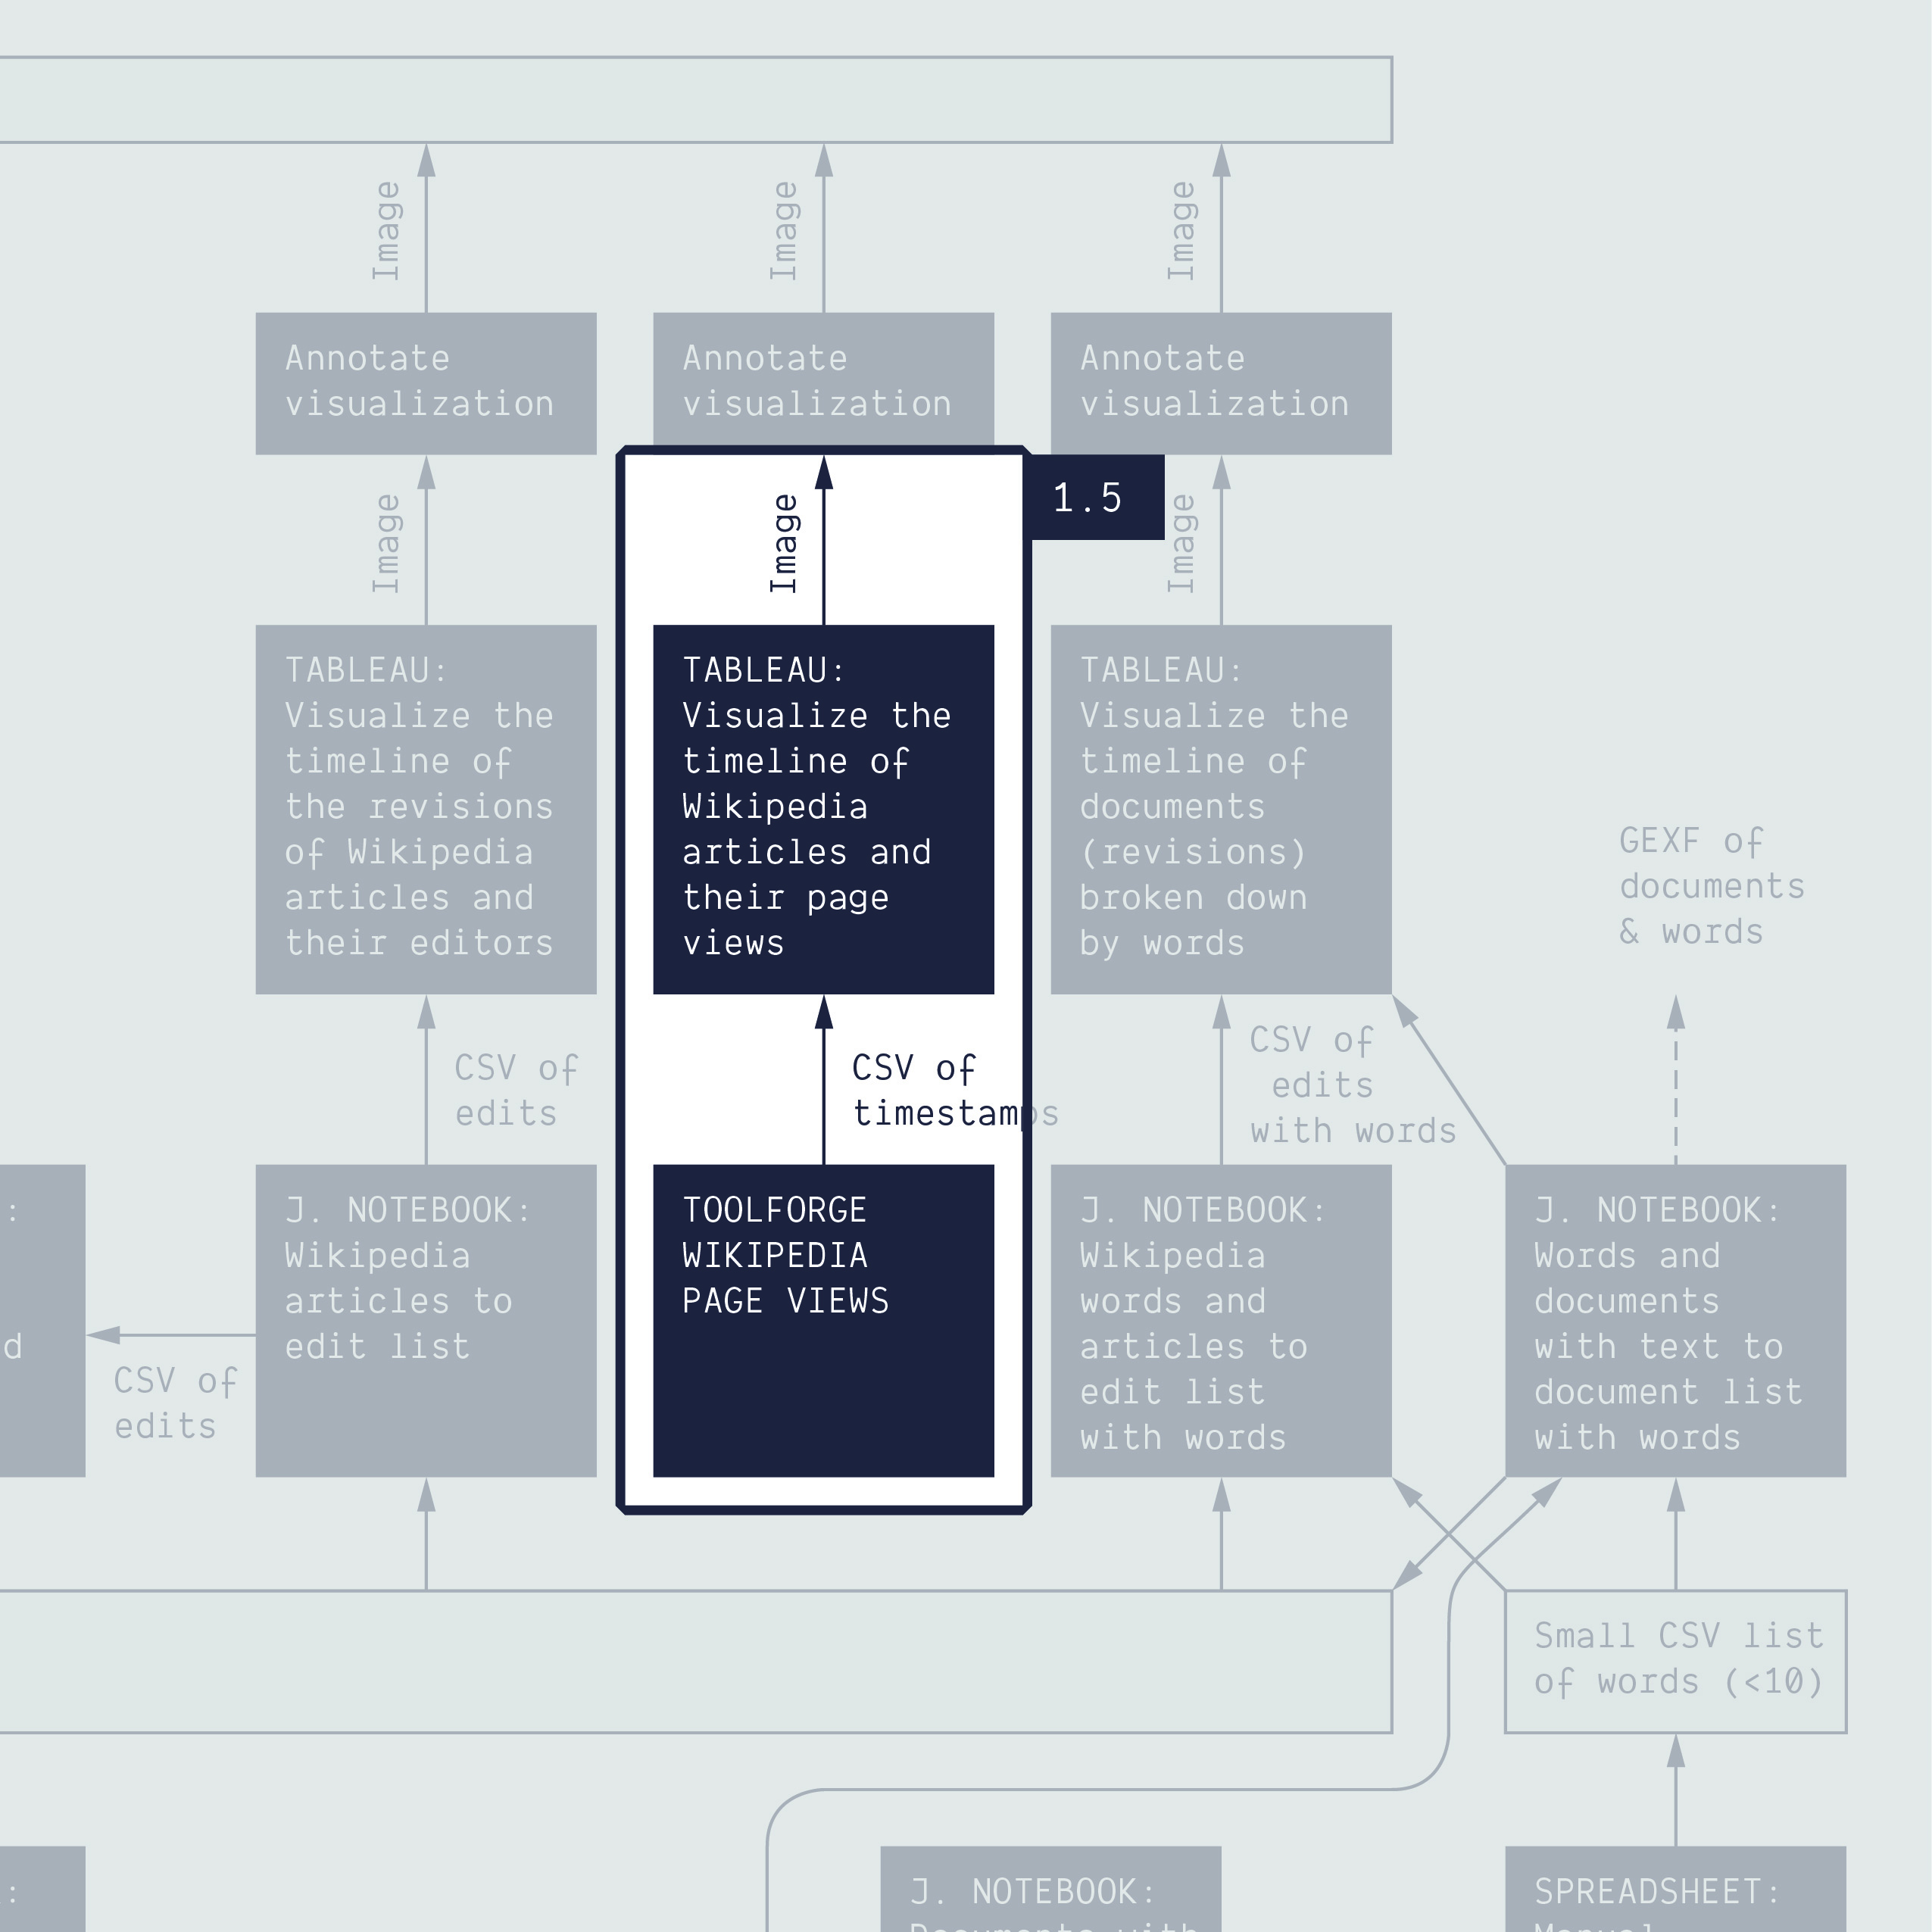 Image
Image
Image
Annotate
visualization
Annotate
visualization
Annotate
visualization
Image
Image
1.5
Image
TABLEAU:
Visualize the
timeline of
the revisions
of Wikipedia
articles and
their editors
TABLEAU:
Visualize the
timeline of
Wikipedia
articles and
their page
views
TABLEAU:
Visualize the
timeline of
documents
(revisions)
broken down
by words
GEXF of
documents
& words
CSV of
edits
CSV of
timestamps
CSV of
edits
with words
:
d
CSV of
edits
J. NOTEBOOK:
Wikipedia
articles to
edit list
TOOLFORGE
WIKIPEDIA
PAGE VIEWS
J. NOTEBOOK:
Wikipedia
words and
articles to
edit list
with words
J. NOTEBOOK:
Words and
documents
with text to
document list
with words
Small CSV list
of words (<10)
:
J. NOTEBOOK:
Documents with
SPREADSHEET:
Manual